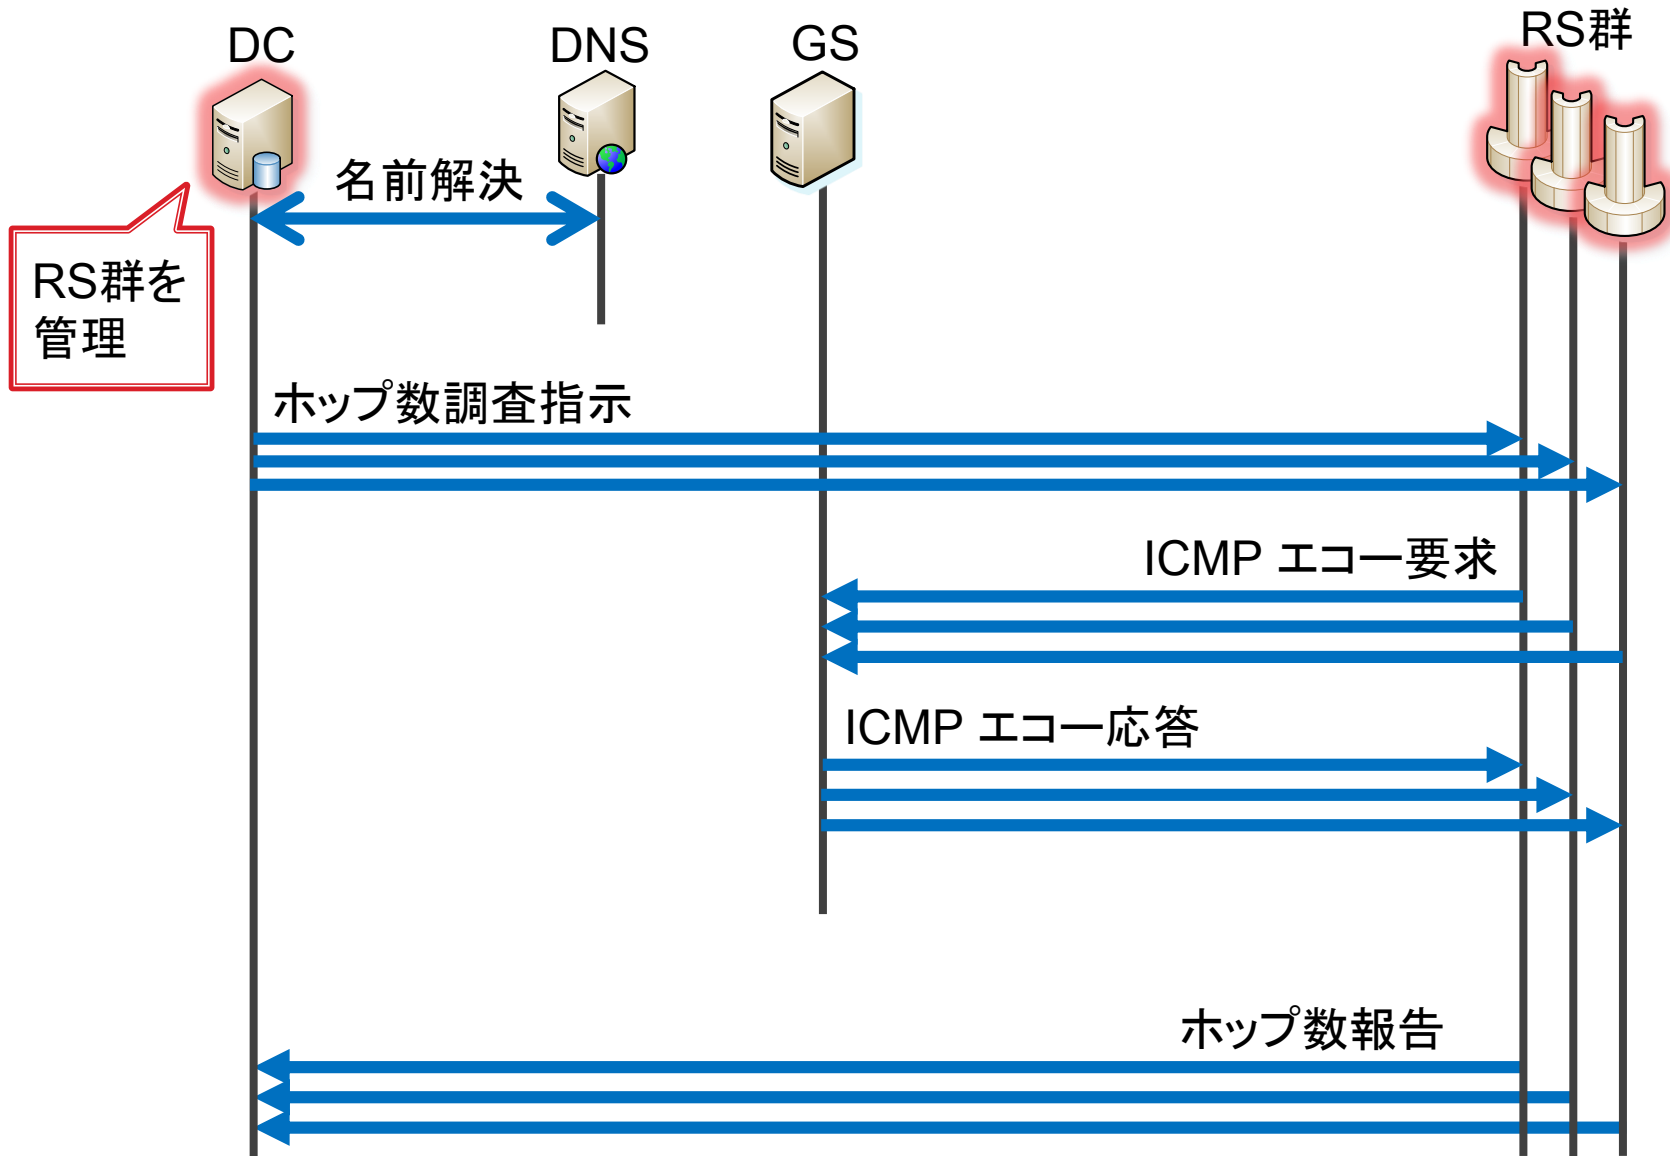 DC
DNS
GS
RS群
名前解決
RS群を
管理
ホップ数調査指示
ICMP エコー要求
ICMP エコー応答
ホップ数報告